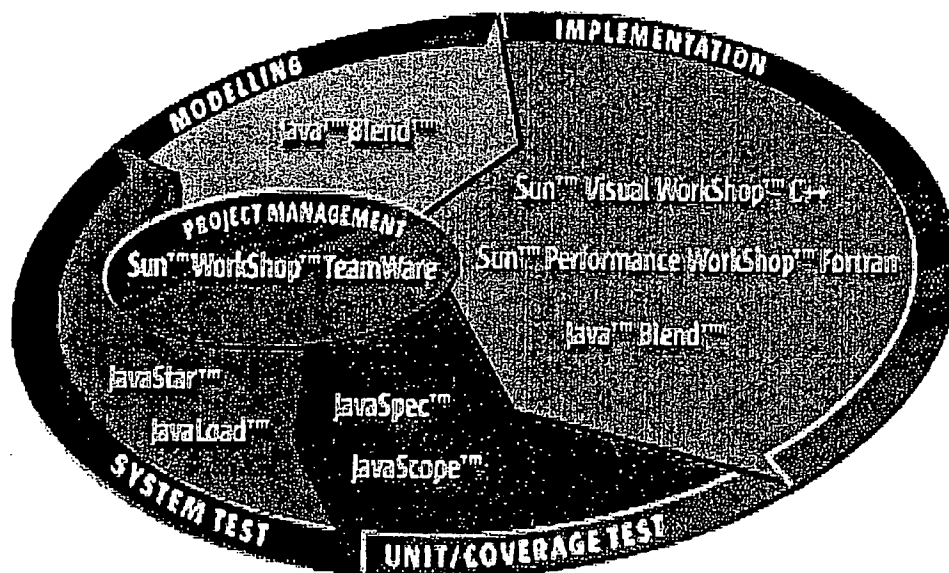 IMPLEMENTATION
MODELLING
Java™ Blend™
Sun™ Visual WorkShop™ C++
PROJECT MANAGEMENT
Sun™ WorkShop™ TeamWare
Sun™ Performance WorkShop™ Fortran
Java™ Blend™
JavaStar™
JavaLoad™
JavaSpec™
JavaScope™
SYSTEM TEST
UNIT/COVERAGE TEST